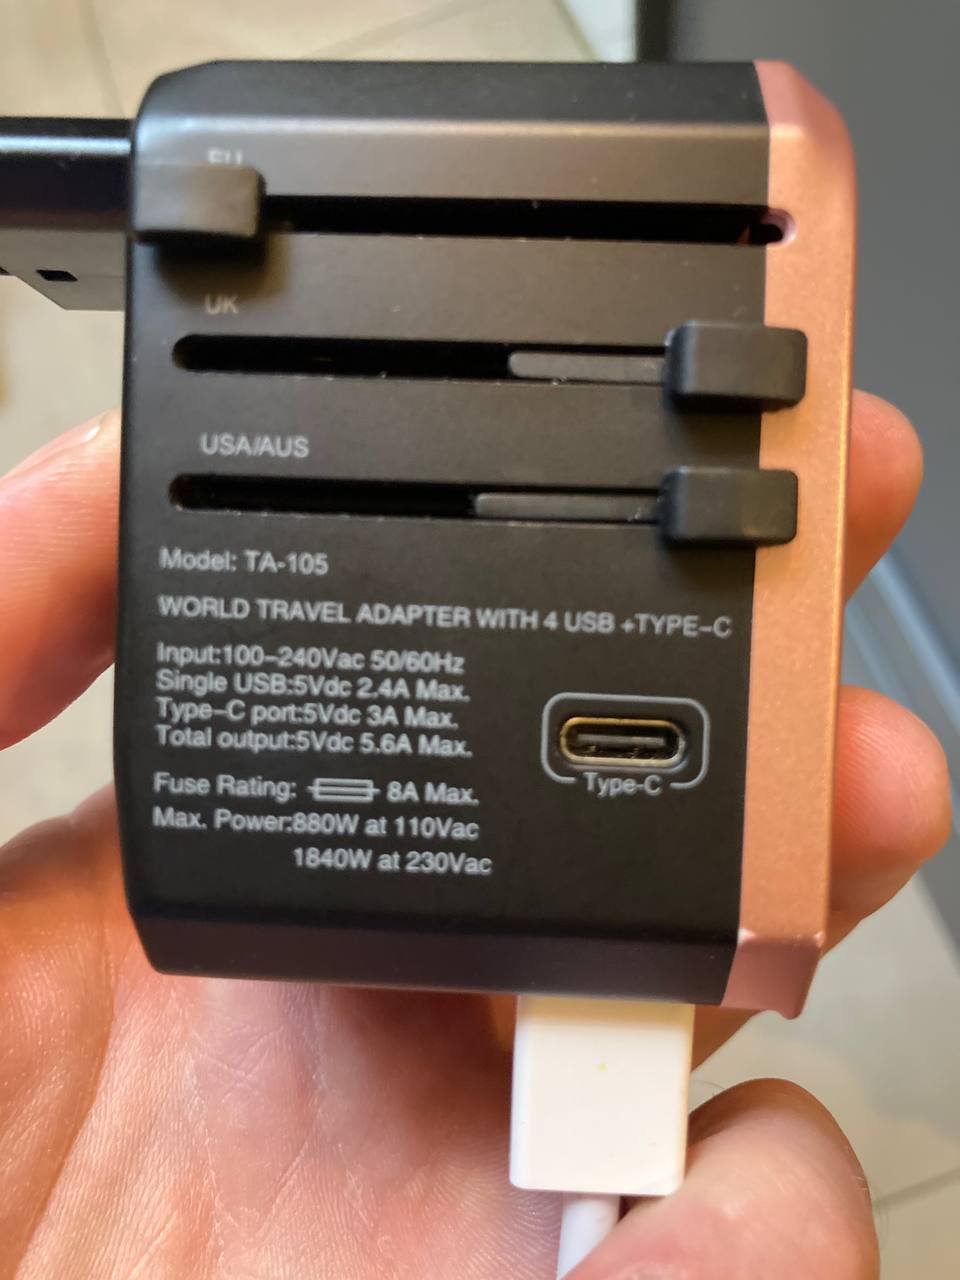 EU
UK
USA/AUS
Model: TA-105
WORLD TRAVEL ADAPTER WITH 4 USB +TYPE-C
Input:100-240Vac 50/60Hz
Single USB:5Vdc 2.4A Max.
Type-C port:5Vdc 3A Max.
Total output:5Vdc 5.6A Max.
Type-C
Fuse Rating: 8A Max.
Max. Power:880W at 110Vac
1840W at 230Vac